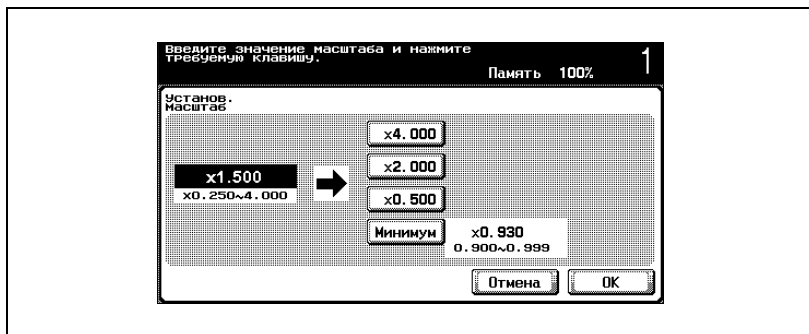 Введите значение масштаба и нажмите
требуемую клавишу.
Память 100% 1
Установ.
Масштаб
x4.000
x2.000
x1.500
x0.250~4.000
x0.500
Минимум x0.930
0.900~0.999
Отмена OK